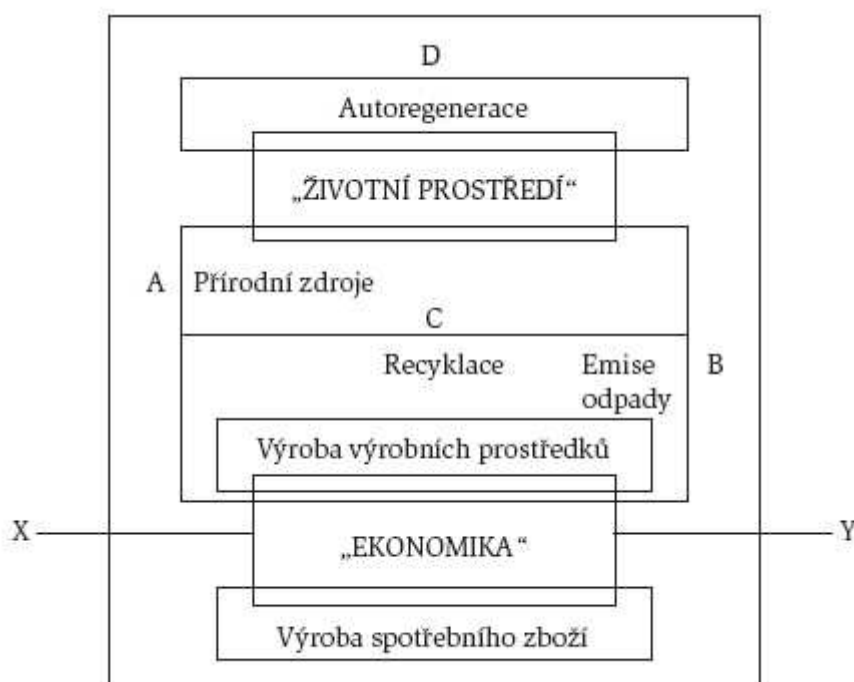 D
Autoregenerace
„ŽIVOTNÍ PROSTŘEDÍ“
A
Přírodní zdroje
C
Recyklace
Emise
odpady
B
Výroba výrobních prostředků
X
„EKONOMIKA“
Y
Výroba spotřebního zboží